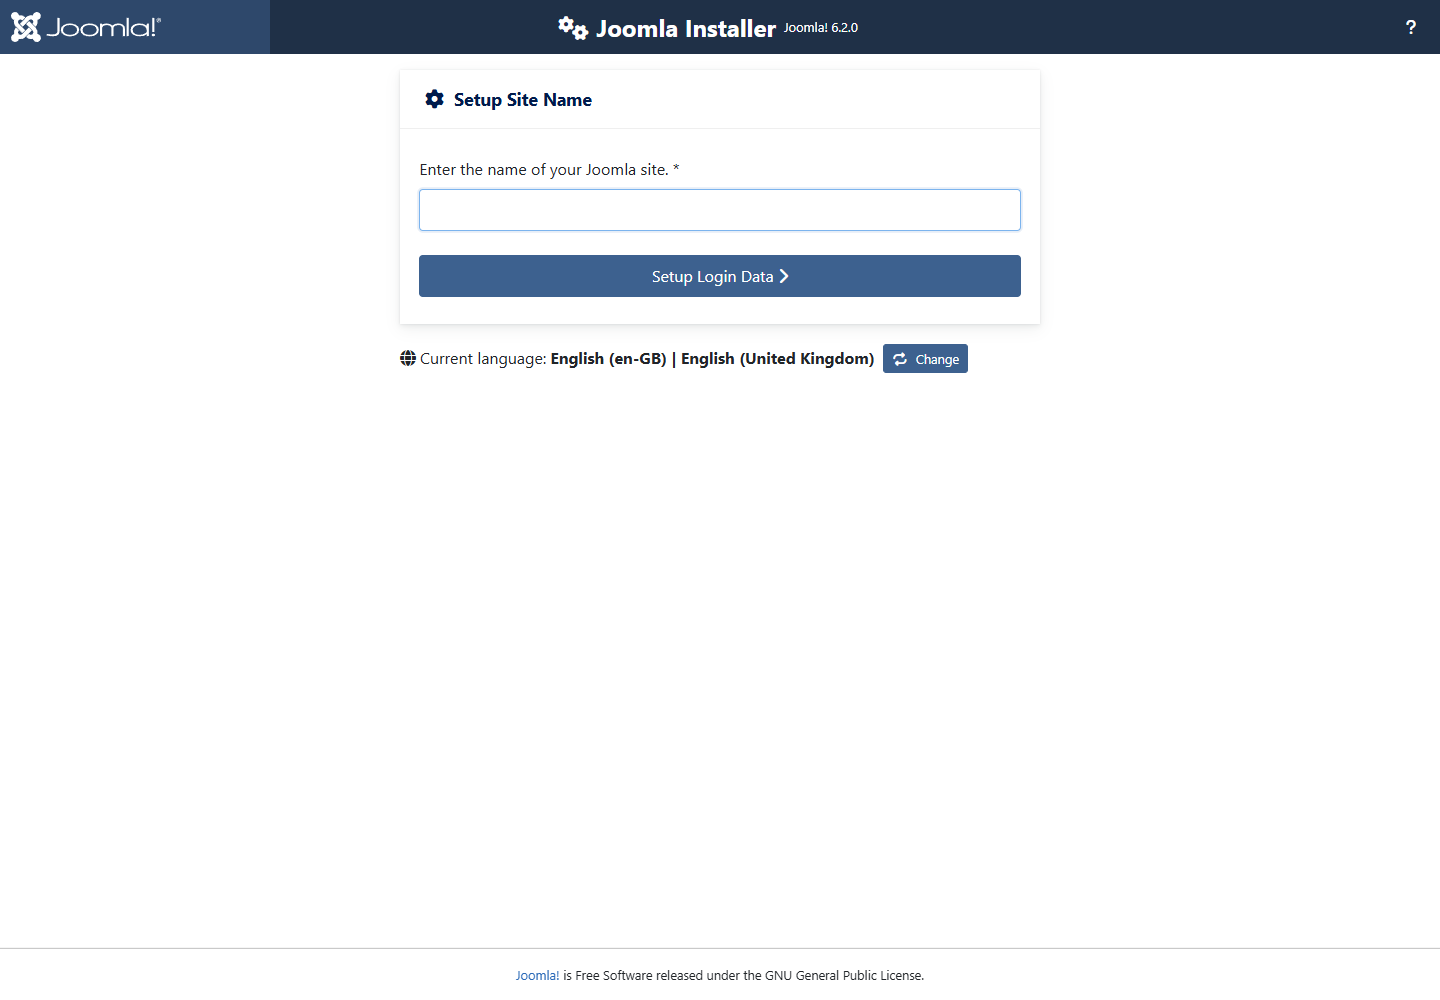 Joomla!®
Joomla Installer Joomla! 6.2.0
?
Setup Site Name
Enter the name of your Joomla site. *
Setup Login Data
Current language: English (en-GB) | English (United Kingdom) Change
Joomla! is Free Software released under the GNU General Public License.